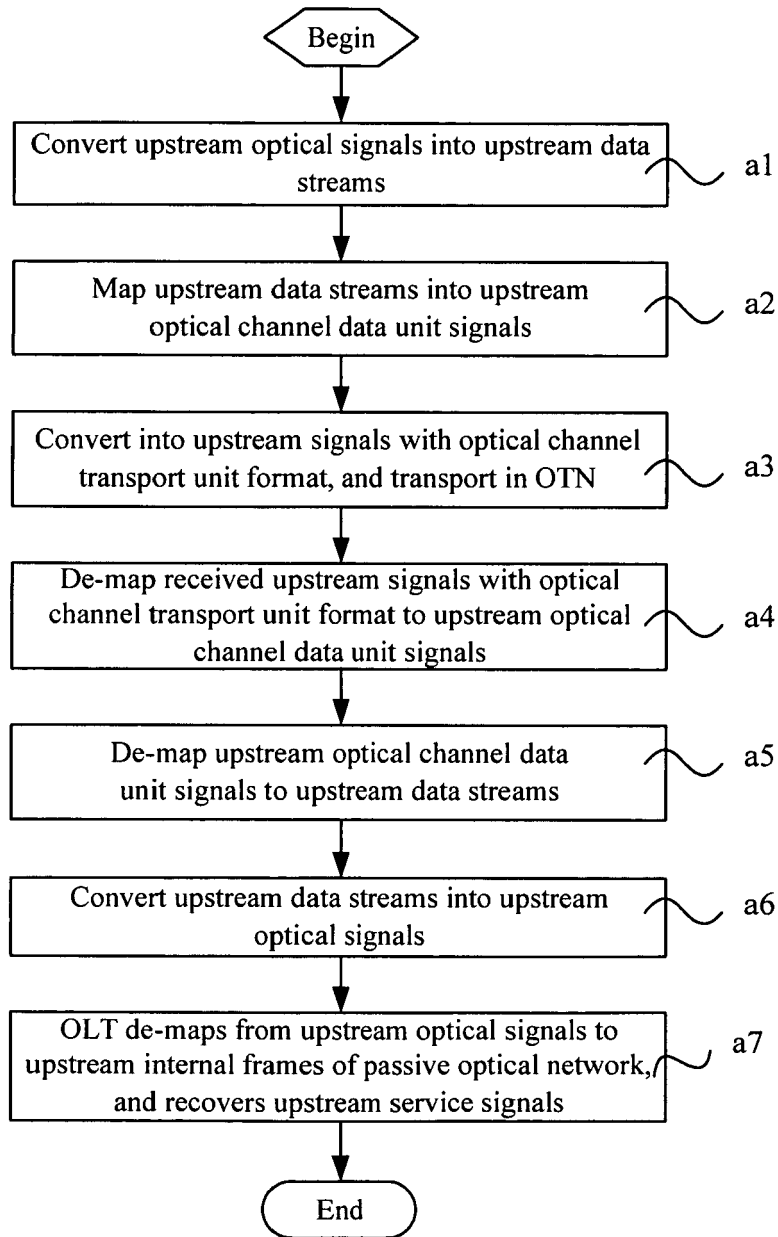 Begin
Convert upstream optical signals into upstream data
streams
a1
Map upstream data streams into upstream
optical channel data unit signals
a2
Convert into upstream signals with optical channel
transport unit format, and transport in OTN
a3
De-map received upstream signals with optical
channel transport unit format to upstream optical
channel data unit signals
a4
De-map upstream optical channel data
unit signals to upstream data streams
a5
Convert upstream data streams into upstream
optical signals
a6
OLT de-maps from upstream optical signals to
upstream internal frames of passive optical network,
and recovers upstream service signals
a7
End